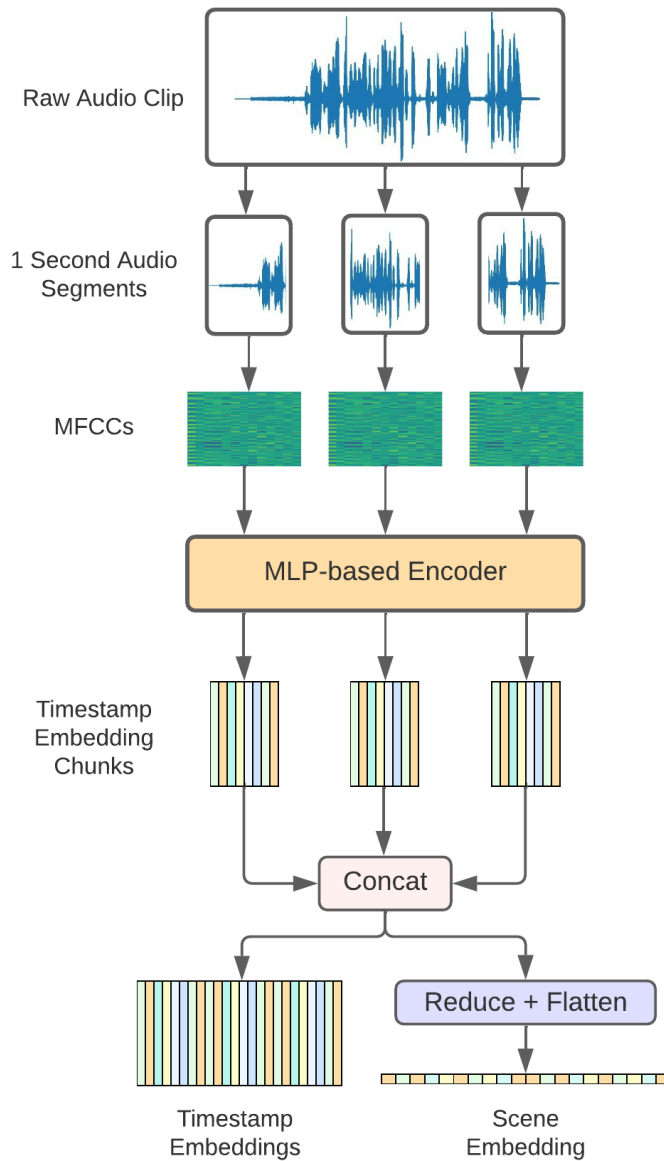 Raw Audio Clip
1 Second Audio
Segments
MFCCs
MLP-based Encoder
Timestamp
Embedding
Chunks
Concat
Reduce + Flatten
Timestamp
Embeddings
Scene
Embedding